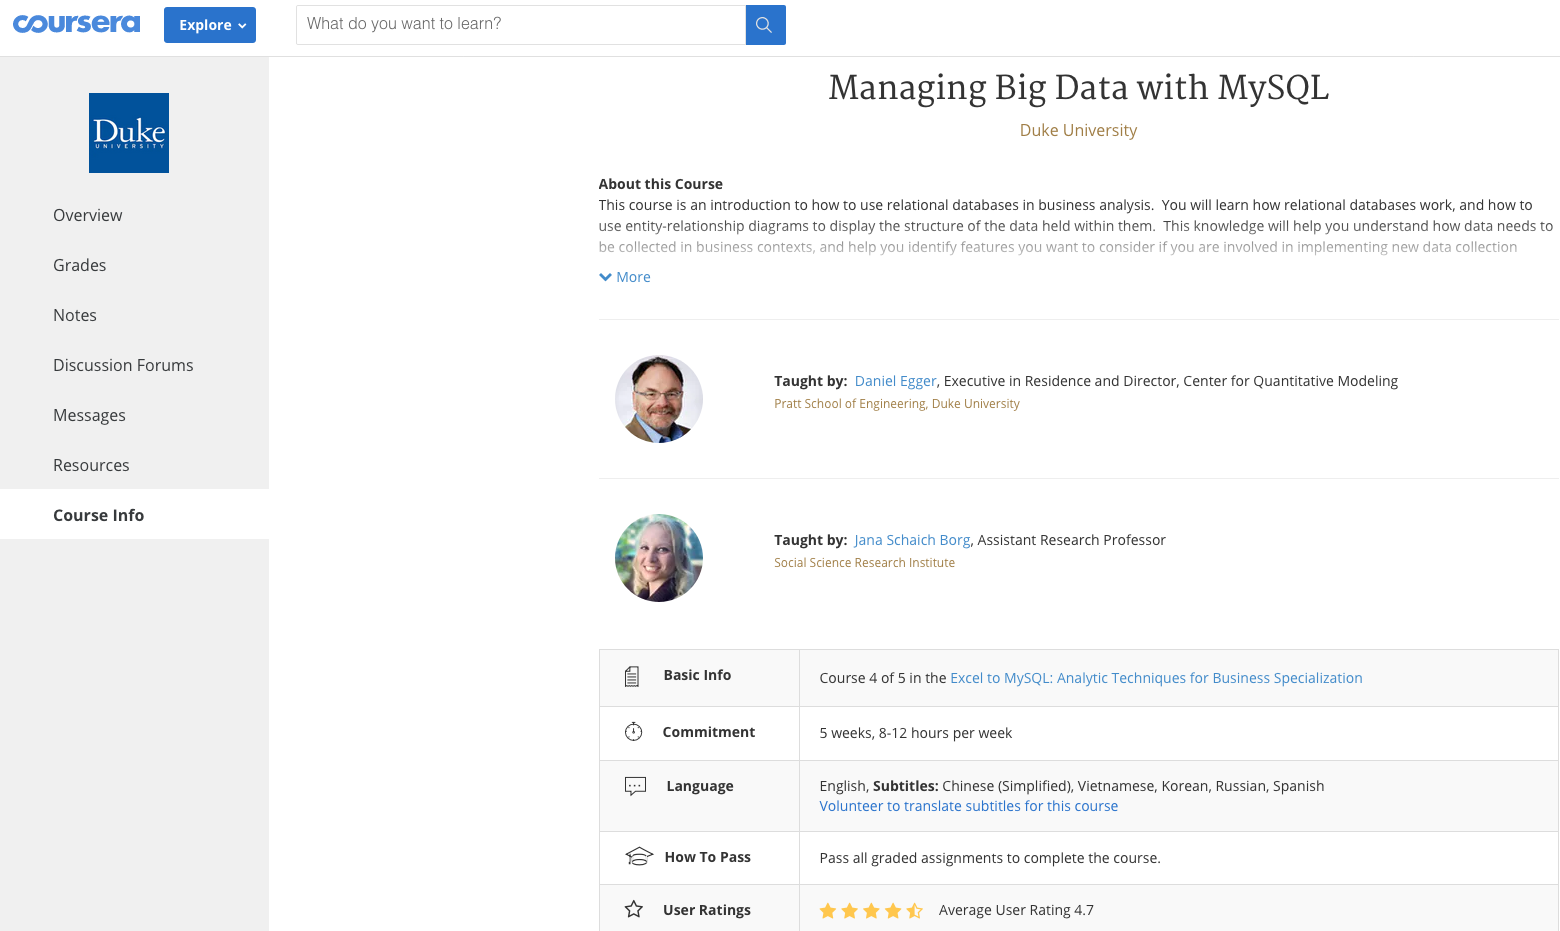 coursera
Explore
What do you want to learn?
Duke
UNIVERSITY
Overview
Grades
Notes
Discussion Forums
Messages
Resources
Course Info
Managing Big Data with MySQL
Duke University
About this Course
This course is an introduction to how to use relational databases in business analysis.  You will learn how relational databases work, and how to
use entity-relationship diagrams to display the structure of the data held within them.  This knowledge will help you understand how data needs to
be collected in business contexts, and help you identify features you want to consider if you are involved in implementing new data collection
More
Taught by:  Daniel Egger, Executive in Residence and Director, Center for Quantitative Modeling
Pratt School of Engineering, Duke University
Taught by:  Jana Schaich Borg, Assistant Research Professor
Social Science Research Institute
Basic Info
Course 4 of 5 in the Excel to MySQL: Analytic Techniques for Business Specialization
Commitment
5 weeks, 8-12 hours per week
Language
English, Subtitles: Chinese (Simplified), Vietnamese, Korean, Russian, Spanish
Volunteer to translate subtitles for this course
How To Pass
Pass all graded assignments to complete the course.
User Ratings
Average User Rating 4.7